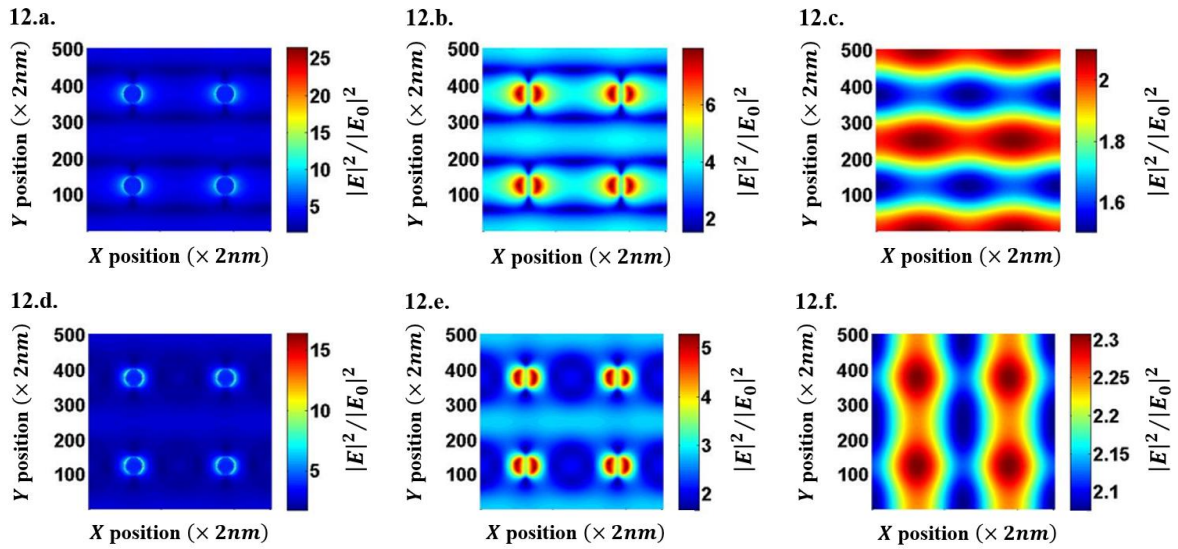 12.a.
500
400
300
200
100
Y position (× 2nm)
X position (× 2nm)
25
20
15
10
5
|E|²/|E₀|²
12.b.
500
400
300
200
100
Y position (× 2nm)
X position (× 2nm)
6
4
2
|E|²/|E₀|²
12.c.
500
400
300
200
100
Y position (× 2nm)
X position (× 2nm)
2
1.8
1.6
|E|²/|E₀|²
12.d.
500
400
300
200
100
Y position (× 2nm)
X position (× 2nm)
15
10
5
|E|²/|E₀|²
12.e.
500
400
300
200
100
Y position (× 2nm)
X position (× 2nm)
5
4
3
2
|E|²/|E₀|²
12.f.
500
400
300
200
100
Y position (× 2nm)
X position (× 2nm)
2.3
2.25
2.2
2.15
2.1
|E|²/|E₀|²